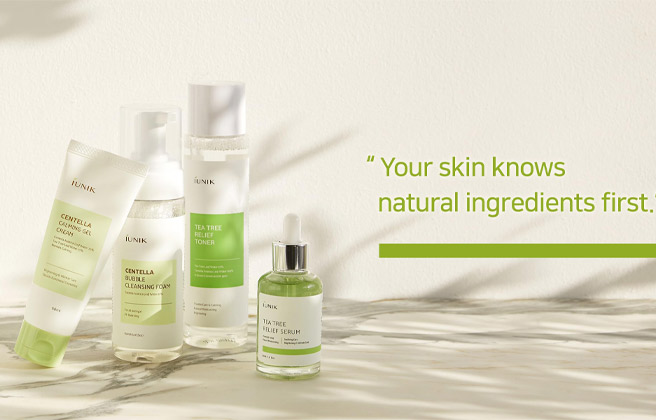 “ Your skin knows
natural ingredients first.”
IUNIK
CENTELLA
CALMING GEL
CREAM
IUNIK
CENTELLA
BUBBLE
CLEANSING FOAM
IUNIK
TEA TREE
RELIEF
TONER
IUNIK
TEA TREE
RELIEF SERUM